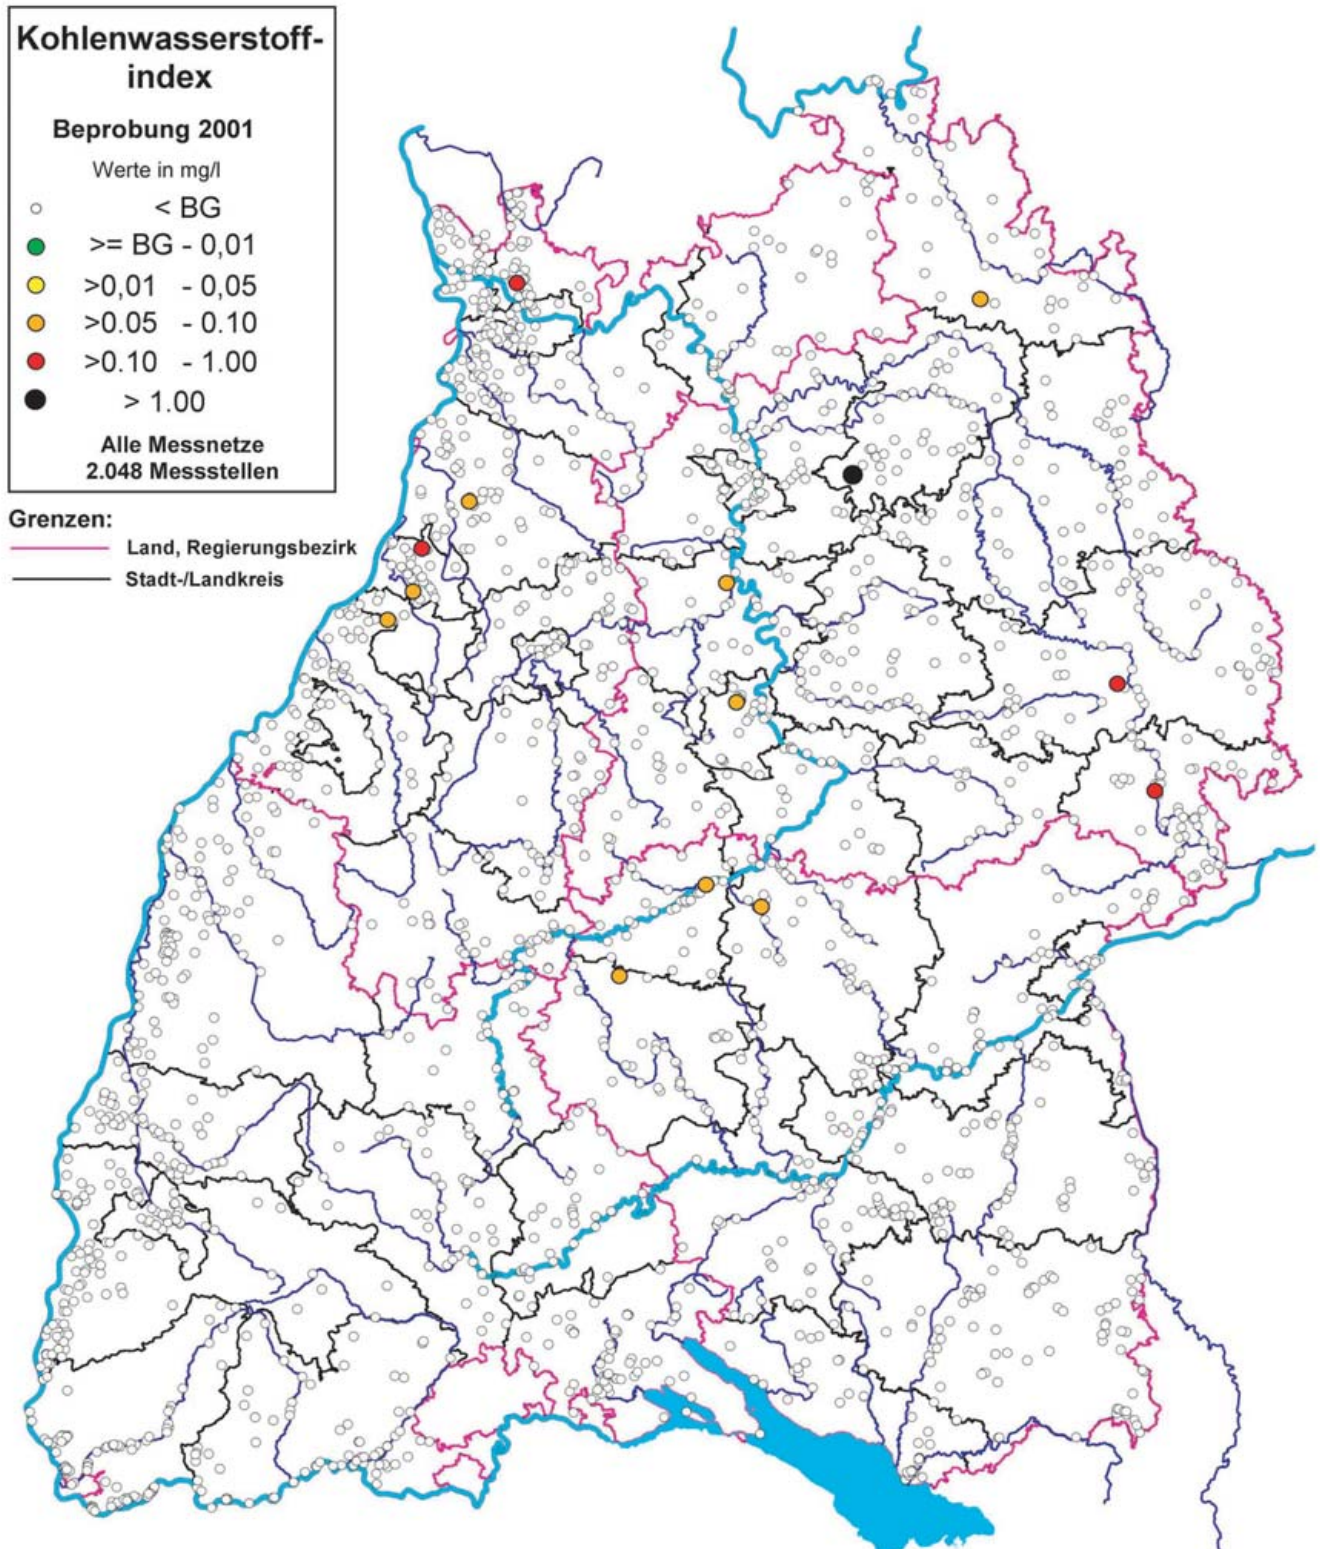 Kohlenwasserstoff-
index
Beprobung 2001
Werte in mg/l
< BG
>= BG - 0,01
>0,01 - 0,05
>0.05 - 0.10
>0.10 - 1.00
> 1.00
Alle Messnetze
2.048 Messstellen
Grenzen:
Land, Regierungsbezirk
Stadt-/Landkreis